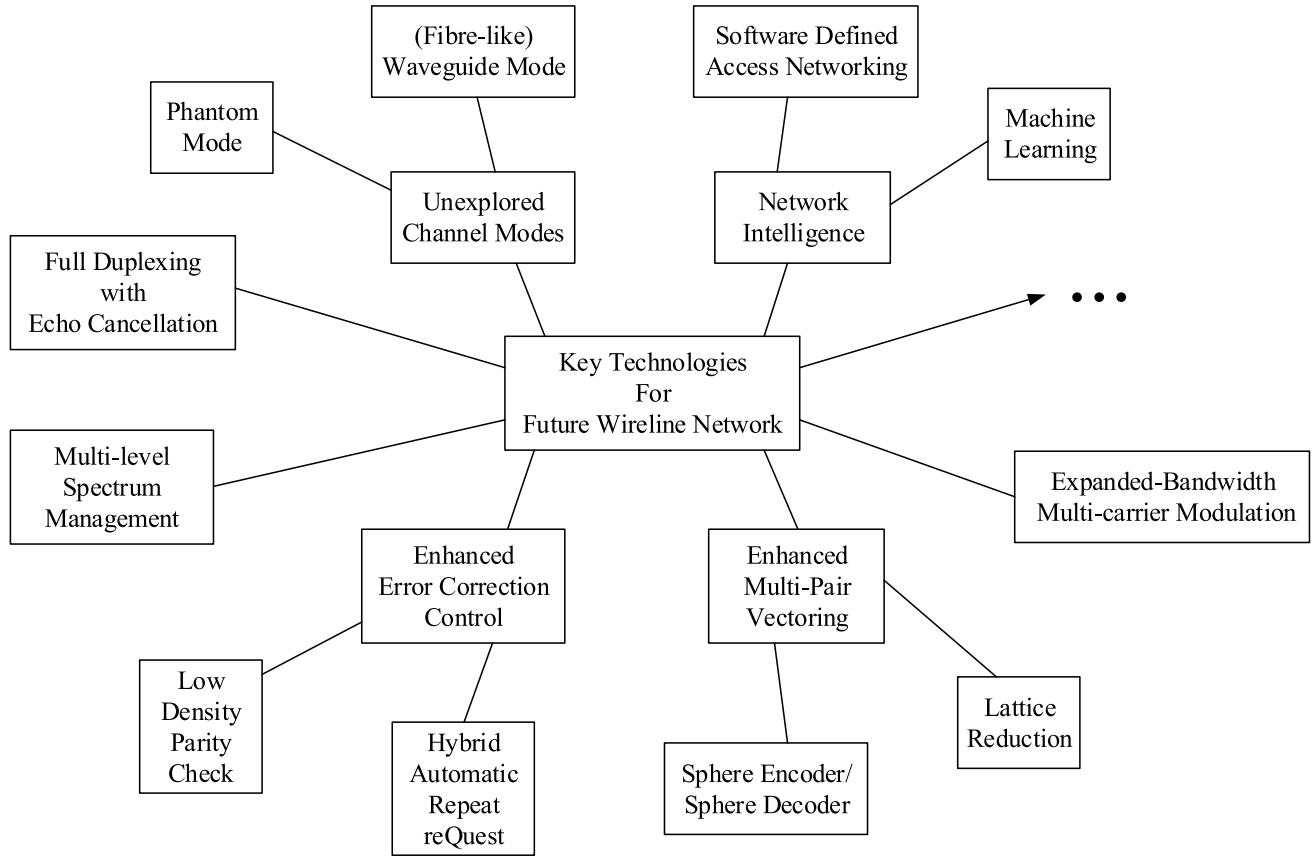 (Fibre-like)
Waveguide Mode
Software Defined
Access Networking
Phantom
Mode
Machine
Learning
Unexplored
Channel Modes
Network
Intelligence
Full Duplexing
with
Echo Cancellation
• • •
Key Technologies
For
Future Wireline Network
Multi-level
Spectrum
Management
Expanded-Bandwidth
Multi-carrier Modulation
Enhanced
Error Correction
Control
Enhanced
Multi-Pair
Vectoring
Low
Density
Parity
Check
Hybrid
Automatic
Repeat
reQuest
Sphere Encoder/
Sphere Decoder
Lattice
Reduction